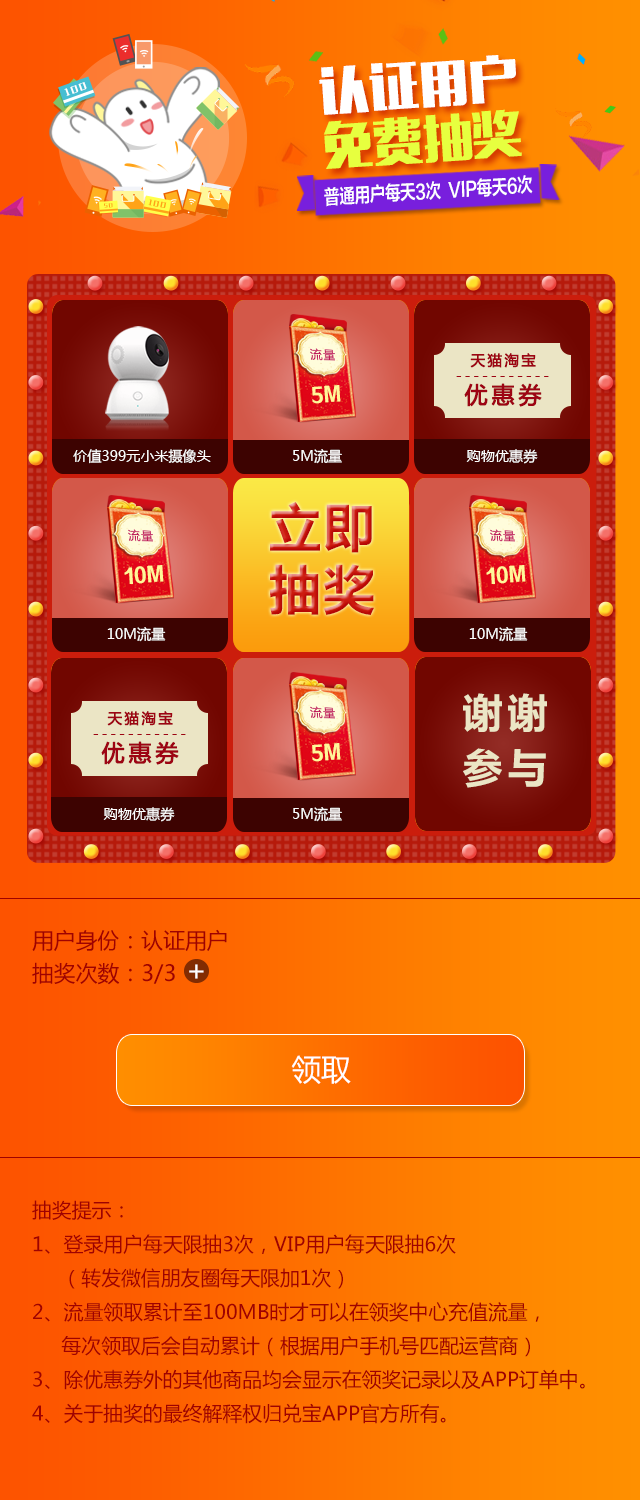 认证用户
免费抽奖
普通用户每天3次 VIP每天6次
100
50
100
流量
5M
天猫淘宝
优惠券
价值399元小米摄像头
5M流量
购物优惠券
流量
10M
立即
抽奖
流量
10M
10M流量
10M流量
天猫淘宝
优惠券
流量
5M
谢谢
参与
购物优惠券
5M流量
用户身份：认证用户
抽奖次数：3/3
领取
抽奖提示：
1、登录用户每天限抽3次，VIP用户每天限抽6次
（转发微信朋友圈每天限加1次）
2、流量领取累计至100MB时才可以在领奖中心充值流量，
每次领取后会自动累计（根据用户手机号匹配运营商）
3、除优惠券外的其他商品均会显示在领奖记录以及APP订单中。
4、关于抽奖的最终解释权归兑宝APP官方所有。